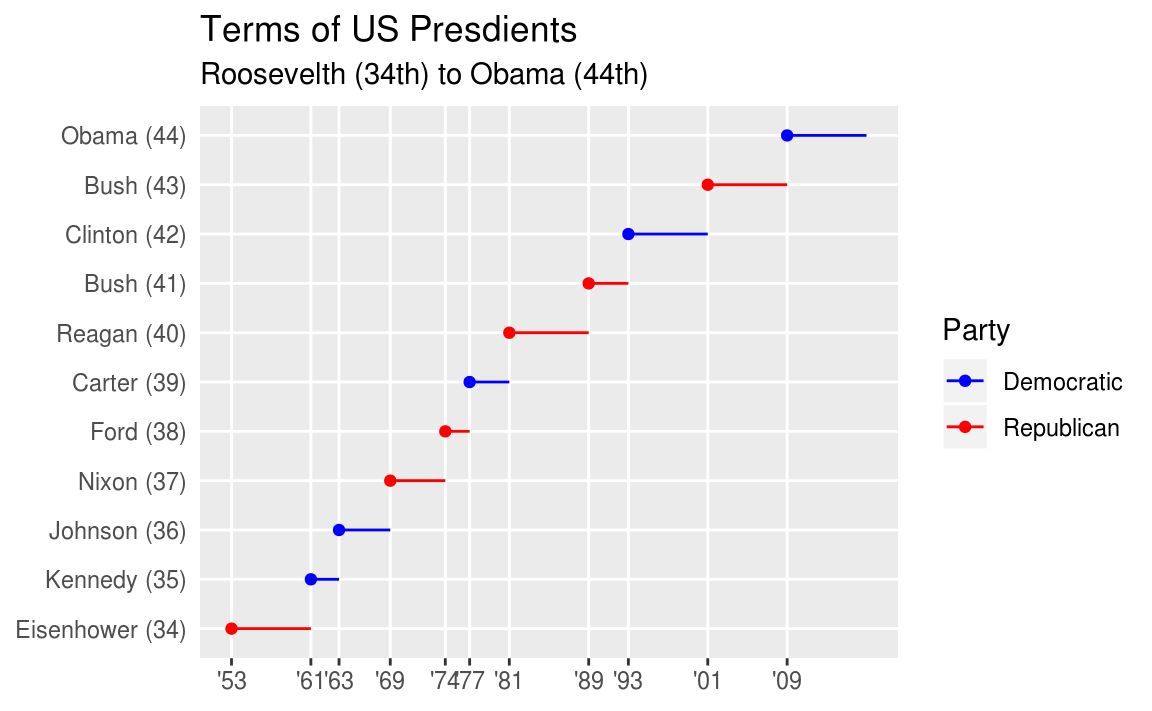 Terms of US Presdients
Roosevelth (34th) to Obama (44th)
Obama (44)
Bush (43)
Clinton (42)
Bush (41)
Reagan (40)
Carter (39)
Ford (38)
Nixon (37)
Johnson (36)
Kennedy (35)
Eisenhower (34)
'53 '61 '63 '69 '74 '77 '81 '89 '93 '01 '09
Party
Democratic
Republican